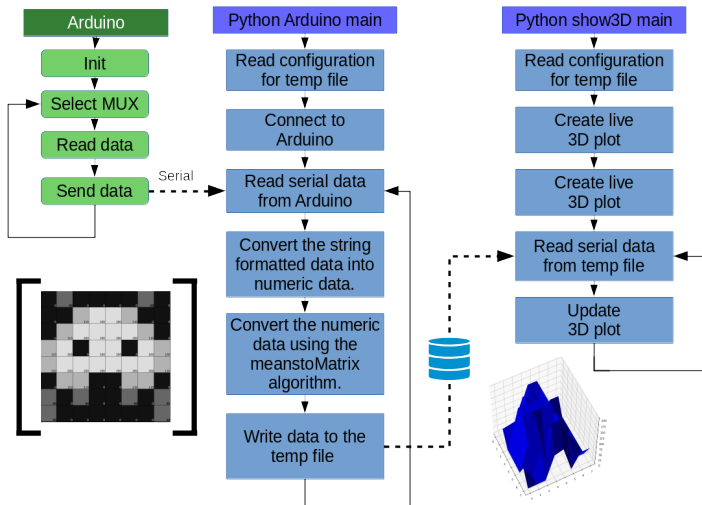 Arduino
Init
Select MUX
Read data
Send data
Serial
Python Arduino main
Read configuration
for temp file
Connect to
Arduino
Read serial data
from Arduino
Convert the string
formatted data into
numeric data.
Convert the numeric
data using the
meanstoMatrix
algorithm.
Write data to the
temp file
Python show3D main
Read configuration
for temp file
Create live
3D plot
Create live
3D plot
Read serial data
from temp file
Update
3D plot